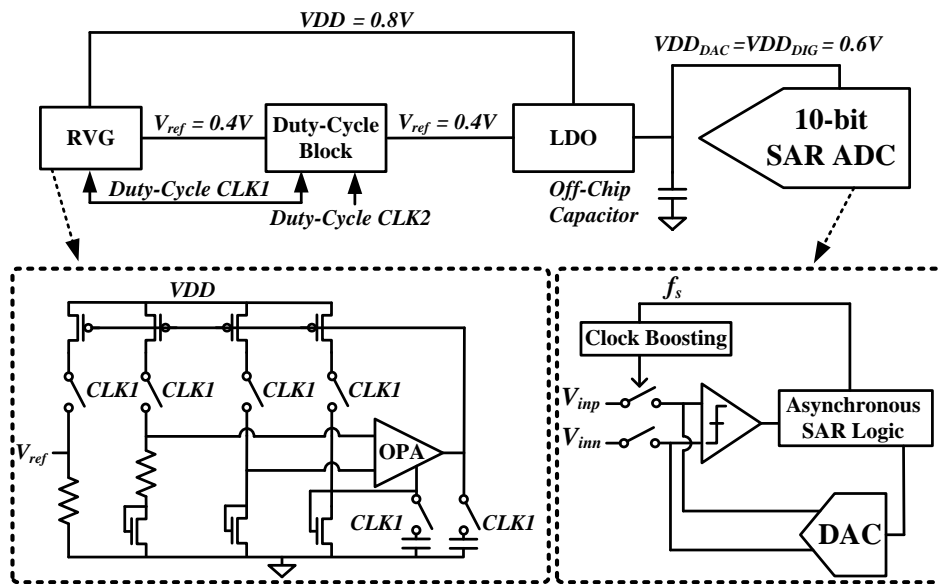 VDD = 0.8V
VDD_DAC =VDD_DIG = 0.6V
RVG
V_ref = 0.4V
Duty-Cycle
Block
V_ref = 0.4V
LDO
10-bit
SAR ADC
Duty-Cycle CLK1
Duty-Cycle CLK2
Off-Chip
Capacitor
VDD
CLK1
CLK1
CLK1
CLK1
V_ref
OPA
CLK1
CLK1
f_s
Clock Boosting
V_inp
V_inn
Asynchronous
SAR Logic
DAC